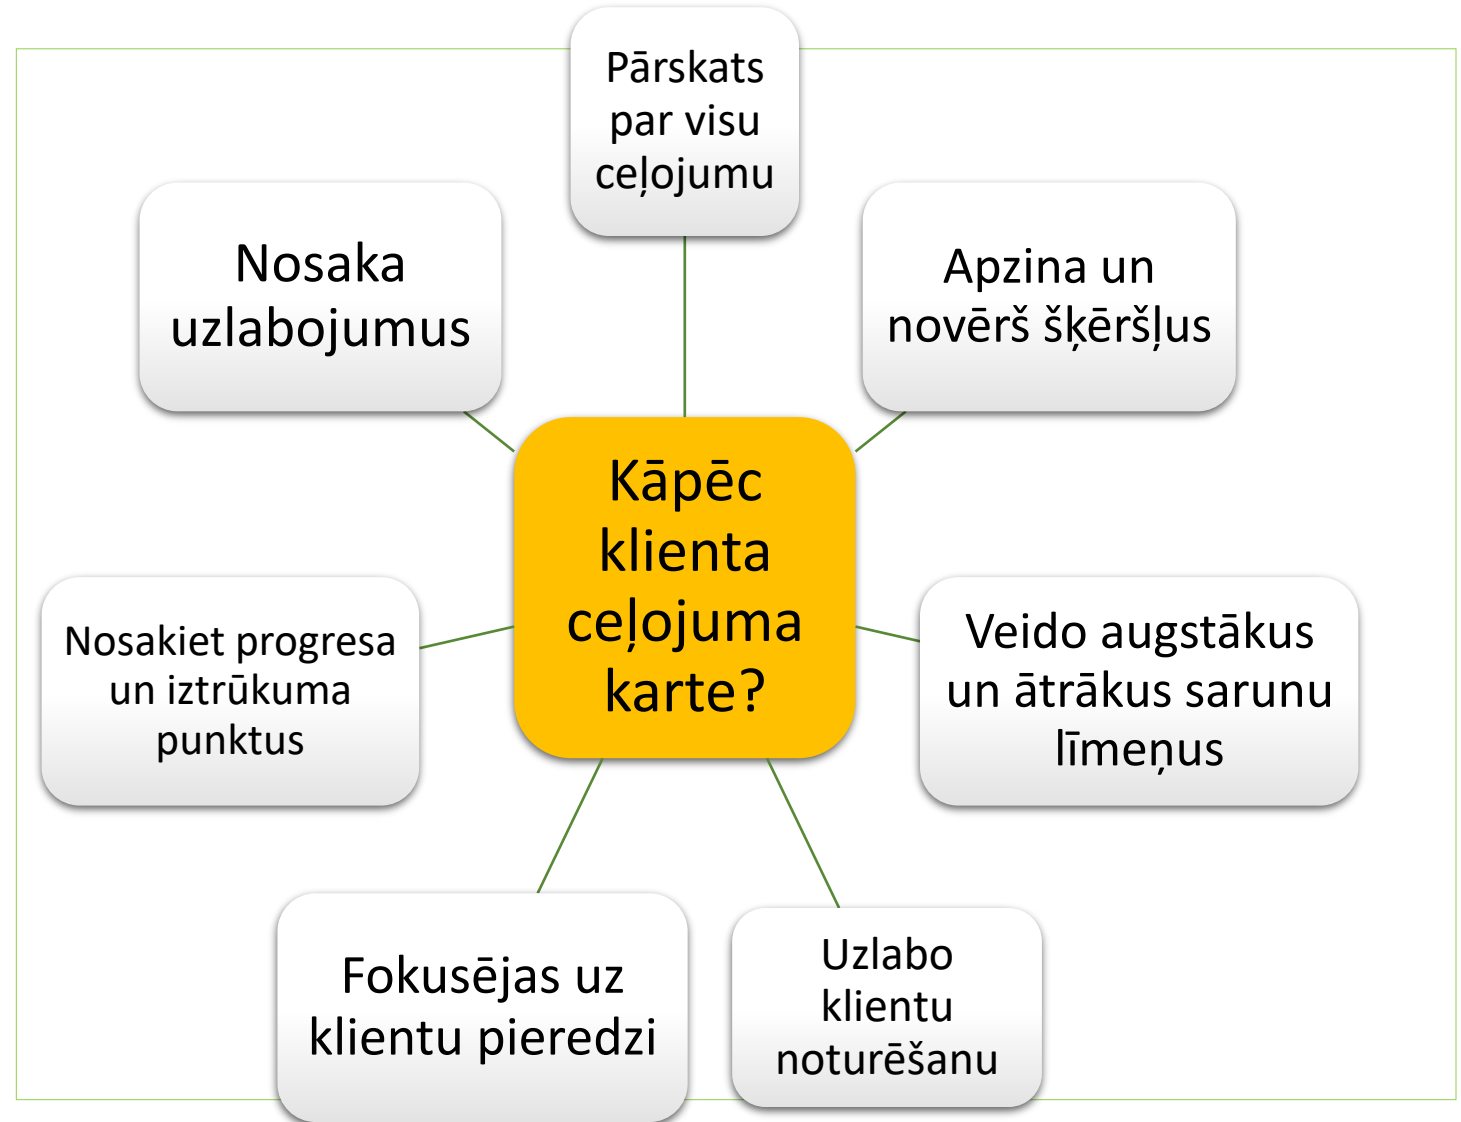 Pārskats
par visu
ceļojumu
Nosaka
uzlabojumus
Apzina un
novērš šķēršļus
Kāpēc
klienta
ceļojuma
karte?
Nosakiet progresa
un iztrūkuma
punktus
Veido augstākus
un ātrākus sarunu
līmeņus
Fokusējas uz
klientu pieredzi
Uzlabo
klientu
noturēšanu